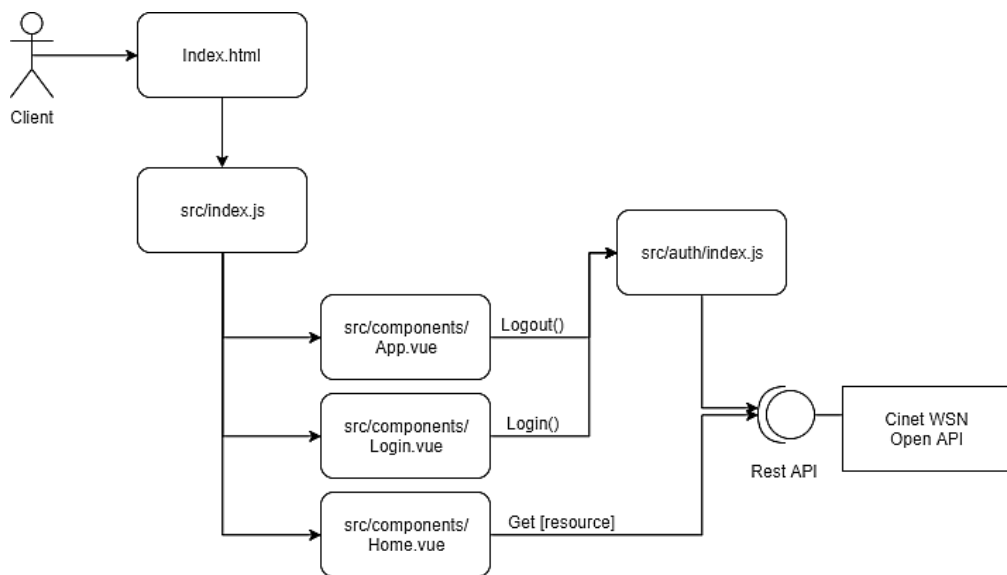 Index.html
Client
src/index.js
src/auth/index.js
src/components/
App.vue
Logout()
src/components/
Login.vue
Login()
Cinet WSN
Open API
Rest API
src/components/
Home.vue
Get [resource]